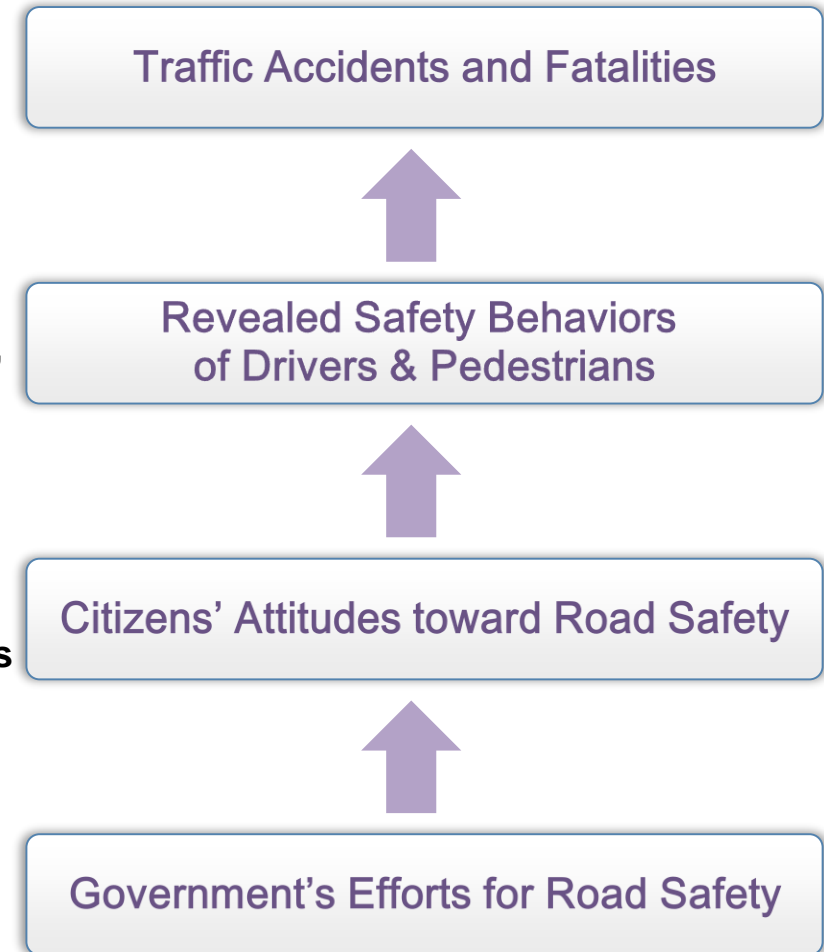 Traffic Accidents and Fatalities
Revealed Safety Behaviors
of Drivers & Pedestrians
Citizens’ Attitudes toward Road Safety
s
Government’s Efforts for Road Safety